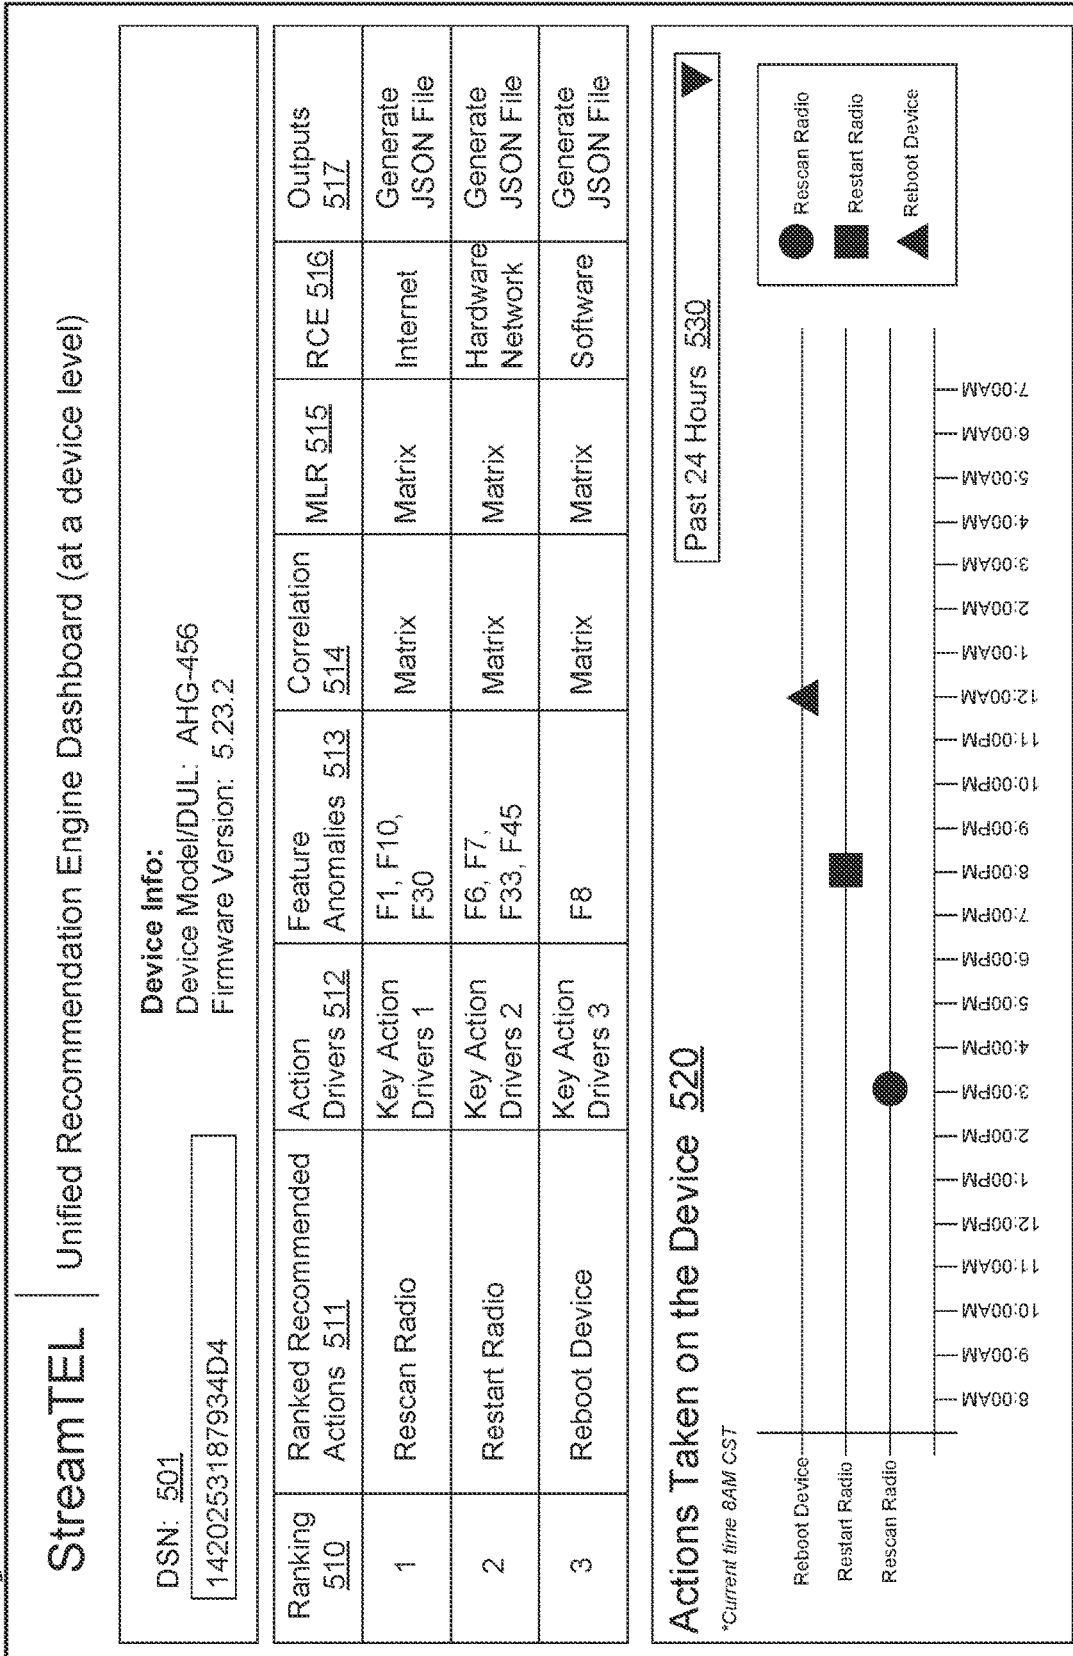 StreamTEL
Unified Recommendation Engine Dashboard (at a device level)
DSN: 501
1420253187934D4
Device Info:
Device Model/DUL: AHG-456
Firmware Version: 5.23.2
Ranking 510
Ranked Recommended Actions 511
Action Drivers 512
Feature Anomalies 513
Correlation 514
MLR 515
RCE 516
Outputs 517
1
Rescan Radio
Key Action Drivers 1
F1, F10, F30
Matrix
Matrix
Internet
Generate JSON File
2
Restart Radio
Key Action Drivers 2
F6, F7, F33, F45
Matrix
Matrix
Hardware Network
Generate JSON File
3
Reboot Device
Key Action Drivers 3
F8
Matrix
Matrix
Software
Generate JSON File
Actions Taken on the Device 520
*Current time 8AM CST
Past 24 Hours 530
Reboot Device
Restart Radio
Rescan Radio
8:00AM
9:00AM
10:00AM
11:00AM
12:00PM
1:00PM
2:00PM
3:00PM
4:00PM
5:00PM
6:00PM
7:00PM
8:00PM
9:00PM
10:00PM
11:00PM
12:00AM
1:00AM
2:00AM
3:00AM
4:00AM
5:00AM
6:00AM
7:00AM
Rescan Radio
Restart Radio
Reboot Device